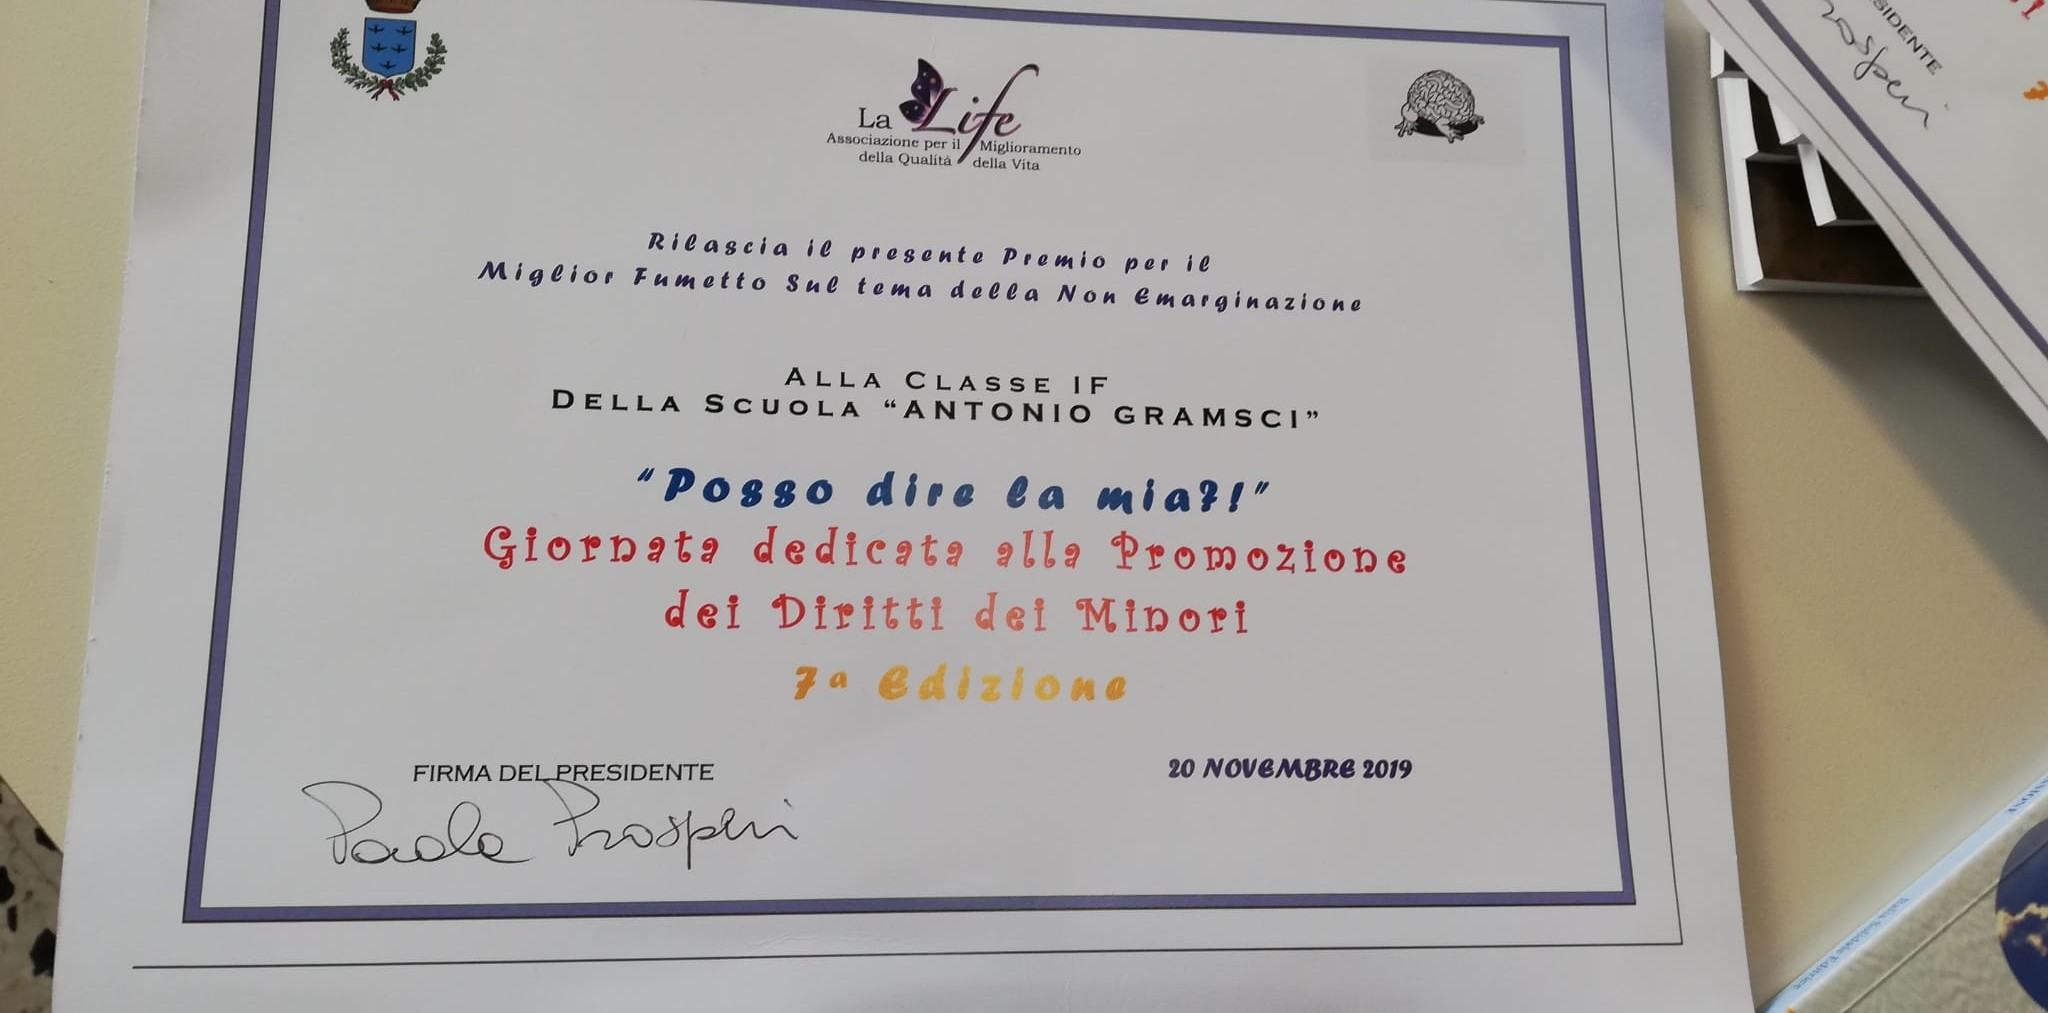 La Life
Associazione per il Miglioramento
della Qualità della Vita
Rilascia il presente Premio per il
Miglior Fumetto Sul tema della Non Emarginazione
ALLA CLASSE IF
DELLA SCUOLA “ANTONIO GRAMSCI”
“Posso dire la mia?!”
Giornata dedicata alla Promozione
dei Diritti dei Minori
7ª Edizione
FIRMA DEL PRESIDENTE
20 NOVEMBRE 2019
Paola Prosperi